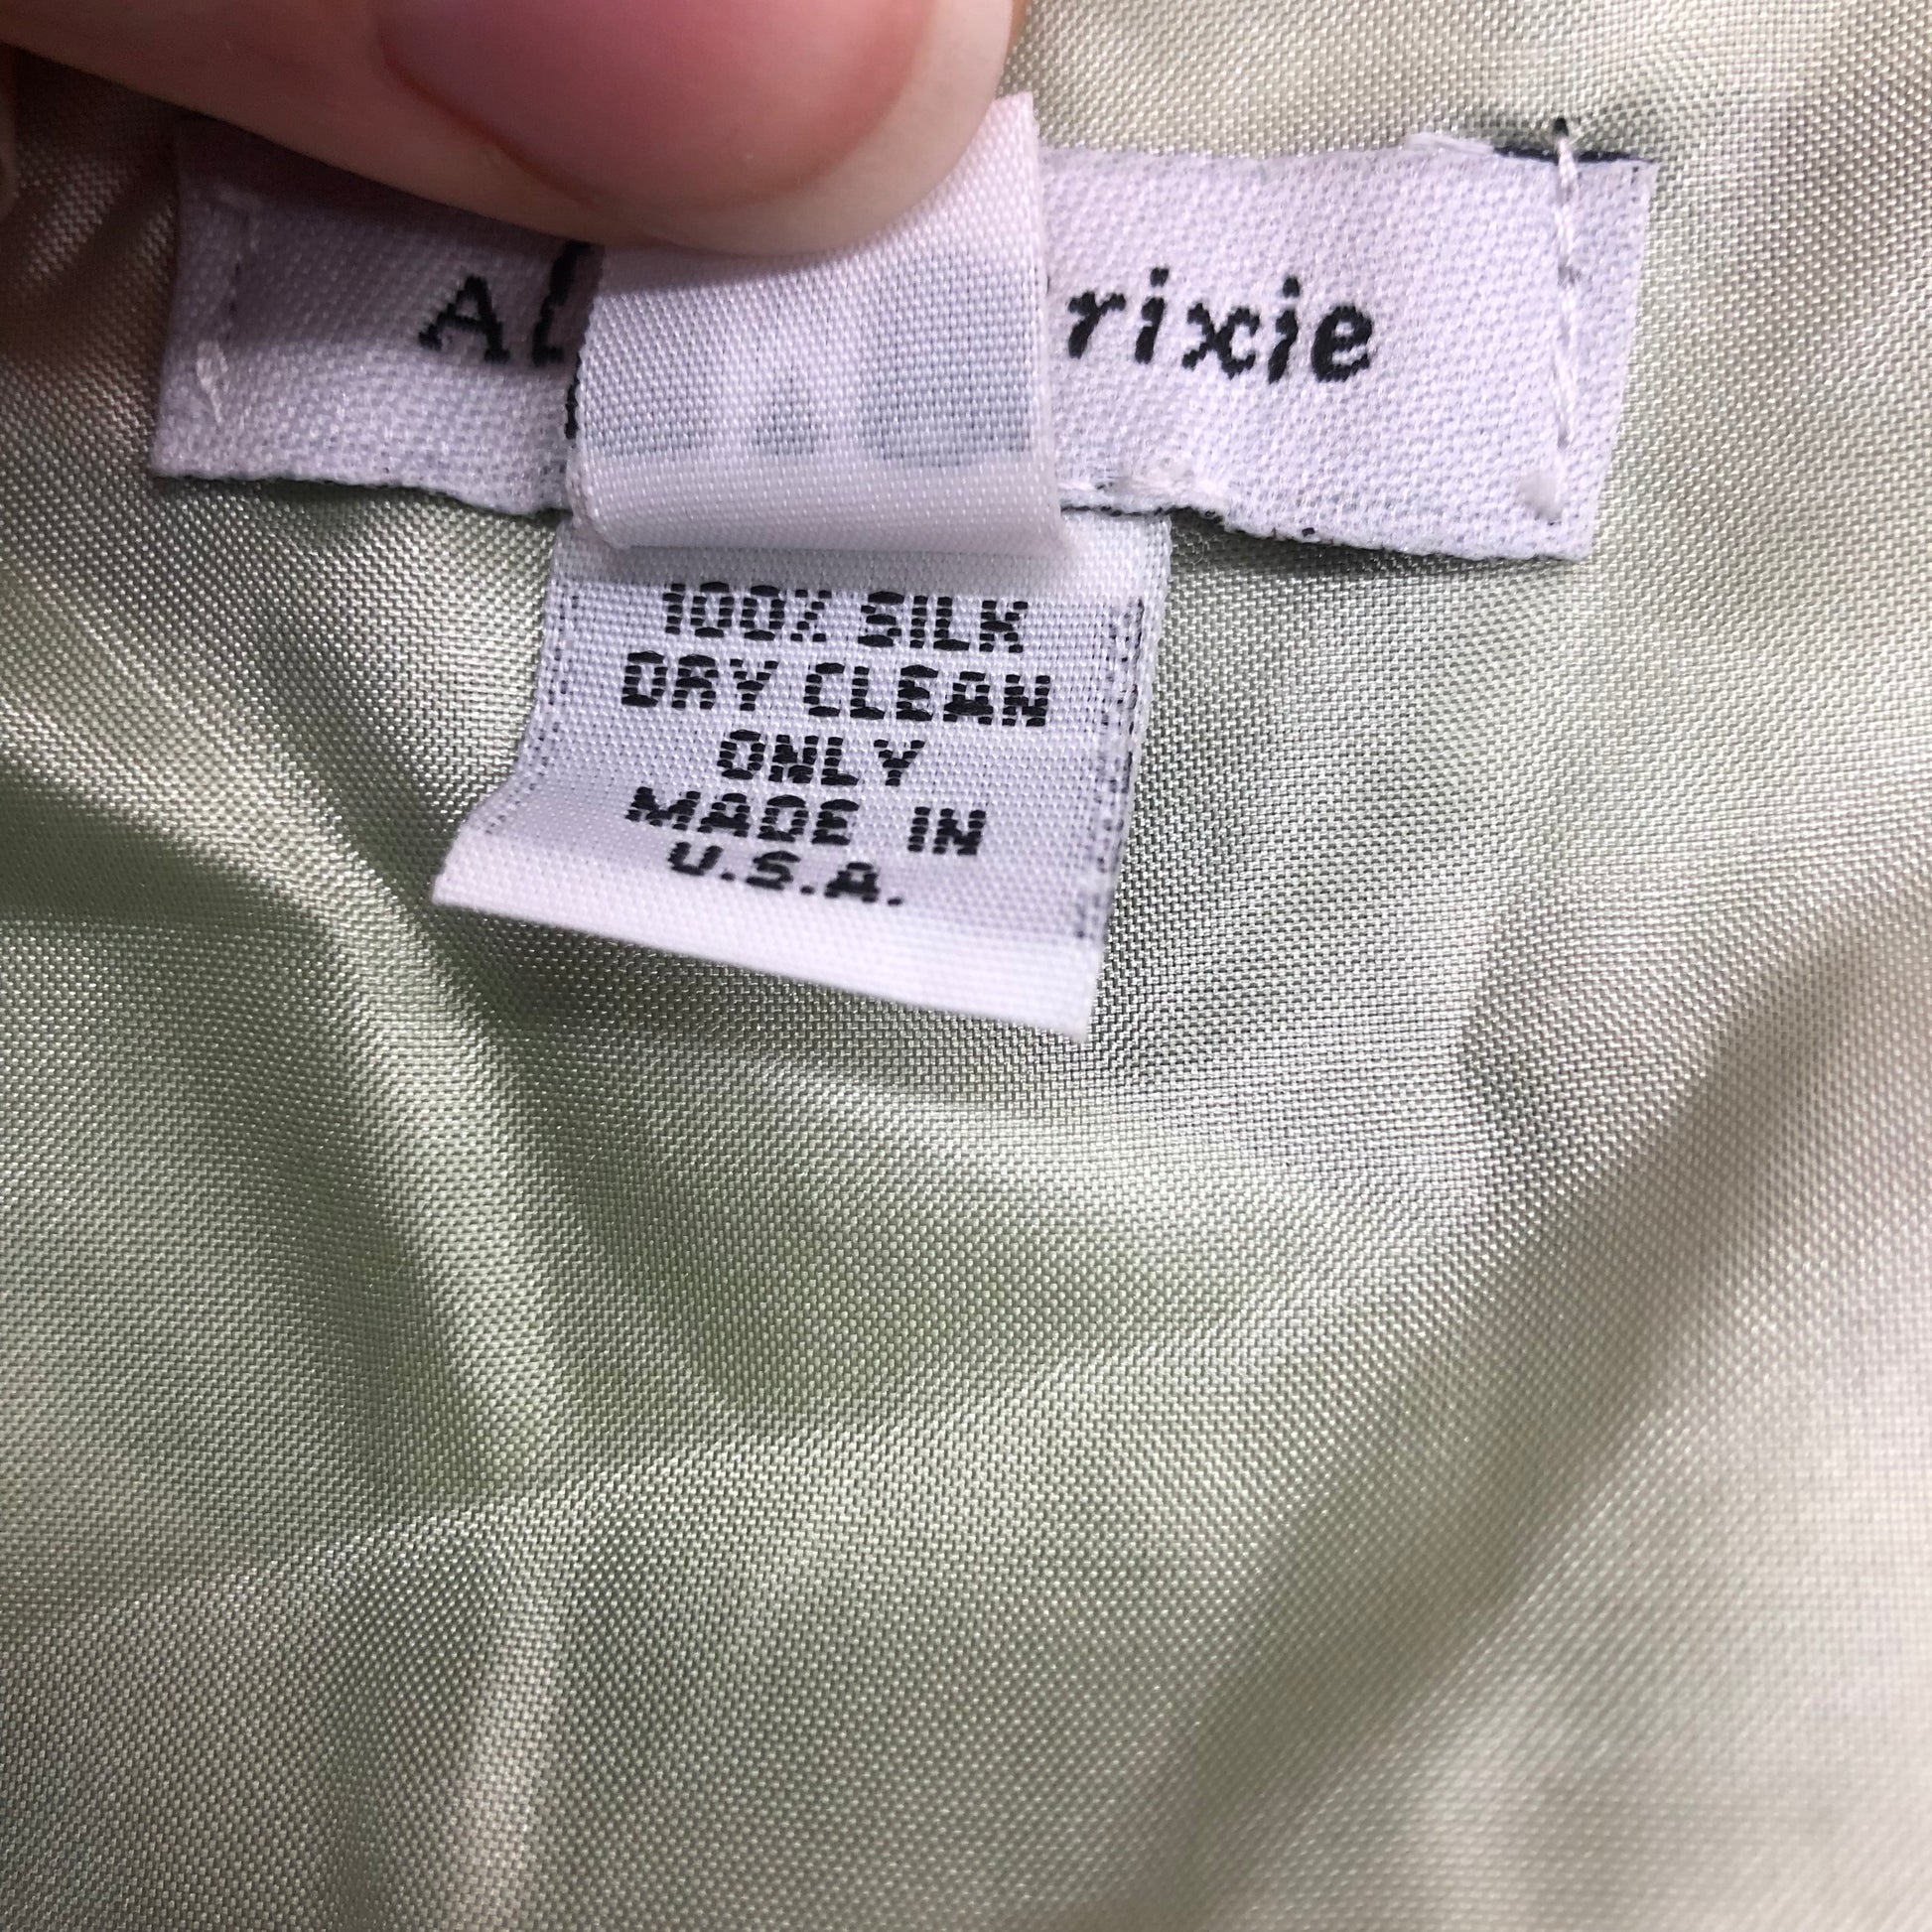 rixie
100% SILK
DRY CLEAN
ONLY
MADE IN
U.S.A.